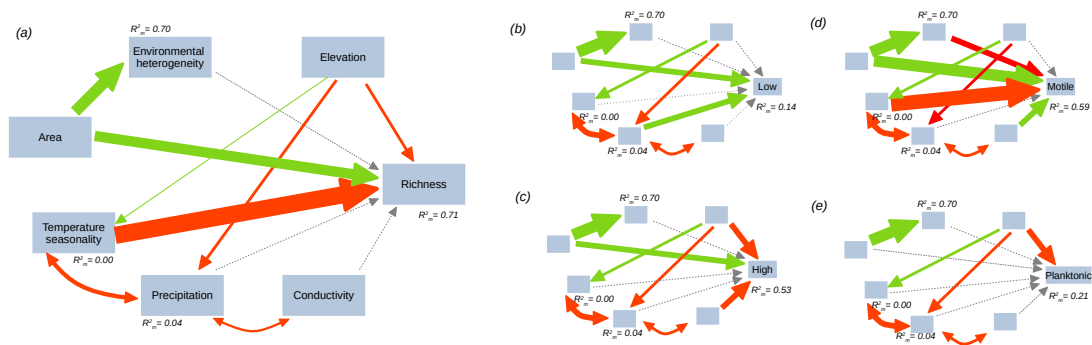 (a)
R²m= 0.70
Environmental
heterogeneity
Elevation
Area
Richness
R²m= 0.71
Temperature
seasonality
R²m= 0.00
Precipitation
Conductivity
R²m= 0.04
(b)
R²m= 0.70
Low
R²m= 0.14
R²m= 0.00
R²m= 0.04
(c)
R²m= 0.70
High
R²m= 0.53
R²m= 0.00
R²m= 0.04
(d)
R²m= 0.70
Motile
R²m= 0.59
R²m= 0.00
R²m= 0.04
(e)
R²m= 0.70
Planktonic
R²m= 0.21
R²m= 0.00
R²m= 0.04